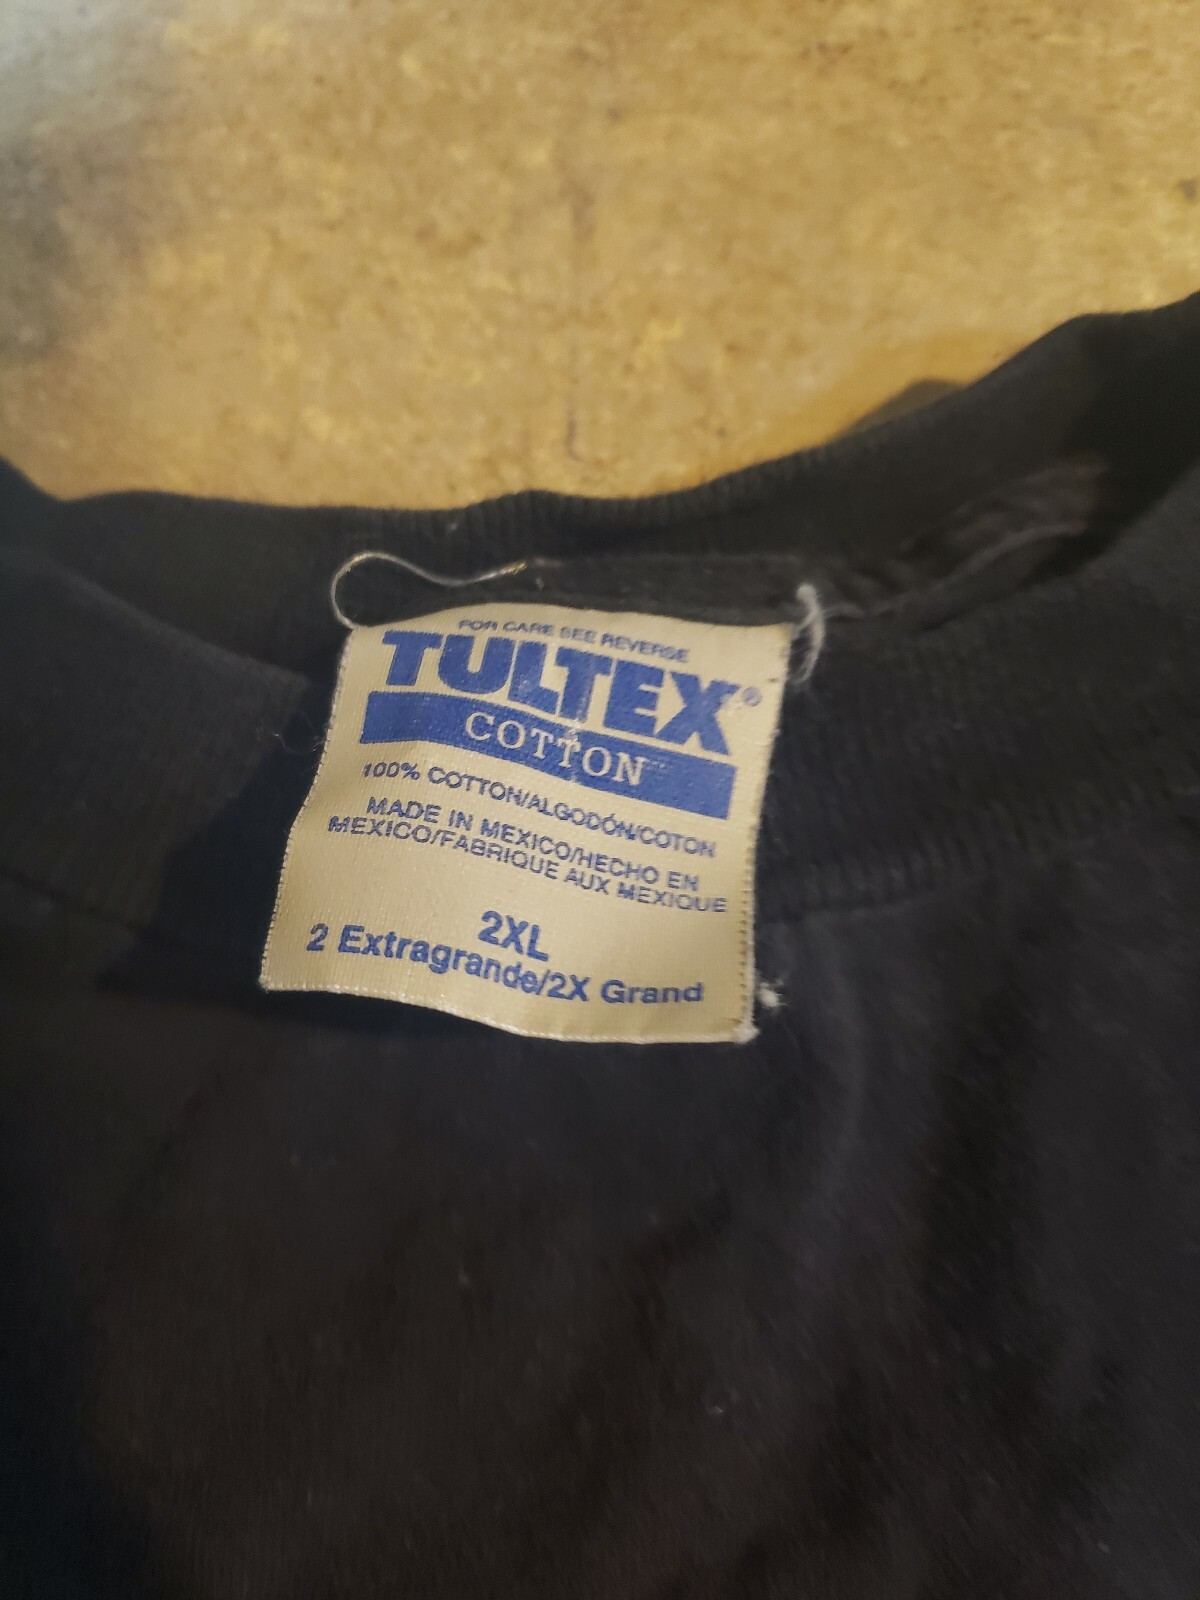 FOR CARE SEE REVERSE
TULTEX®
COTTON™
100% COTTON/ALGODÓN/COTON
MADE IN MEXICO/HECHO EN
MEXICO/FABRIQUE AUX MEXIQUE
2XL
2 Extragrande/2X Grand